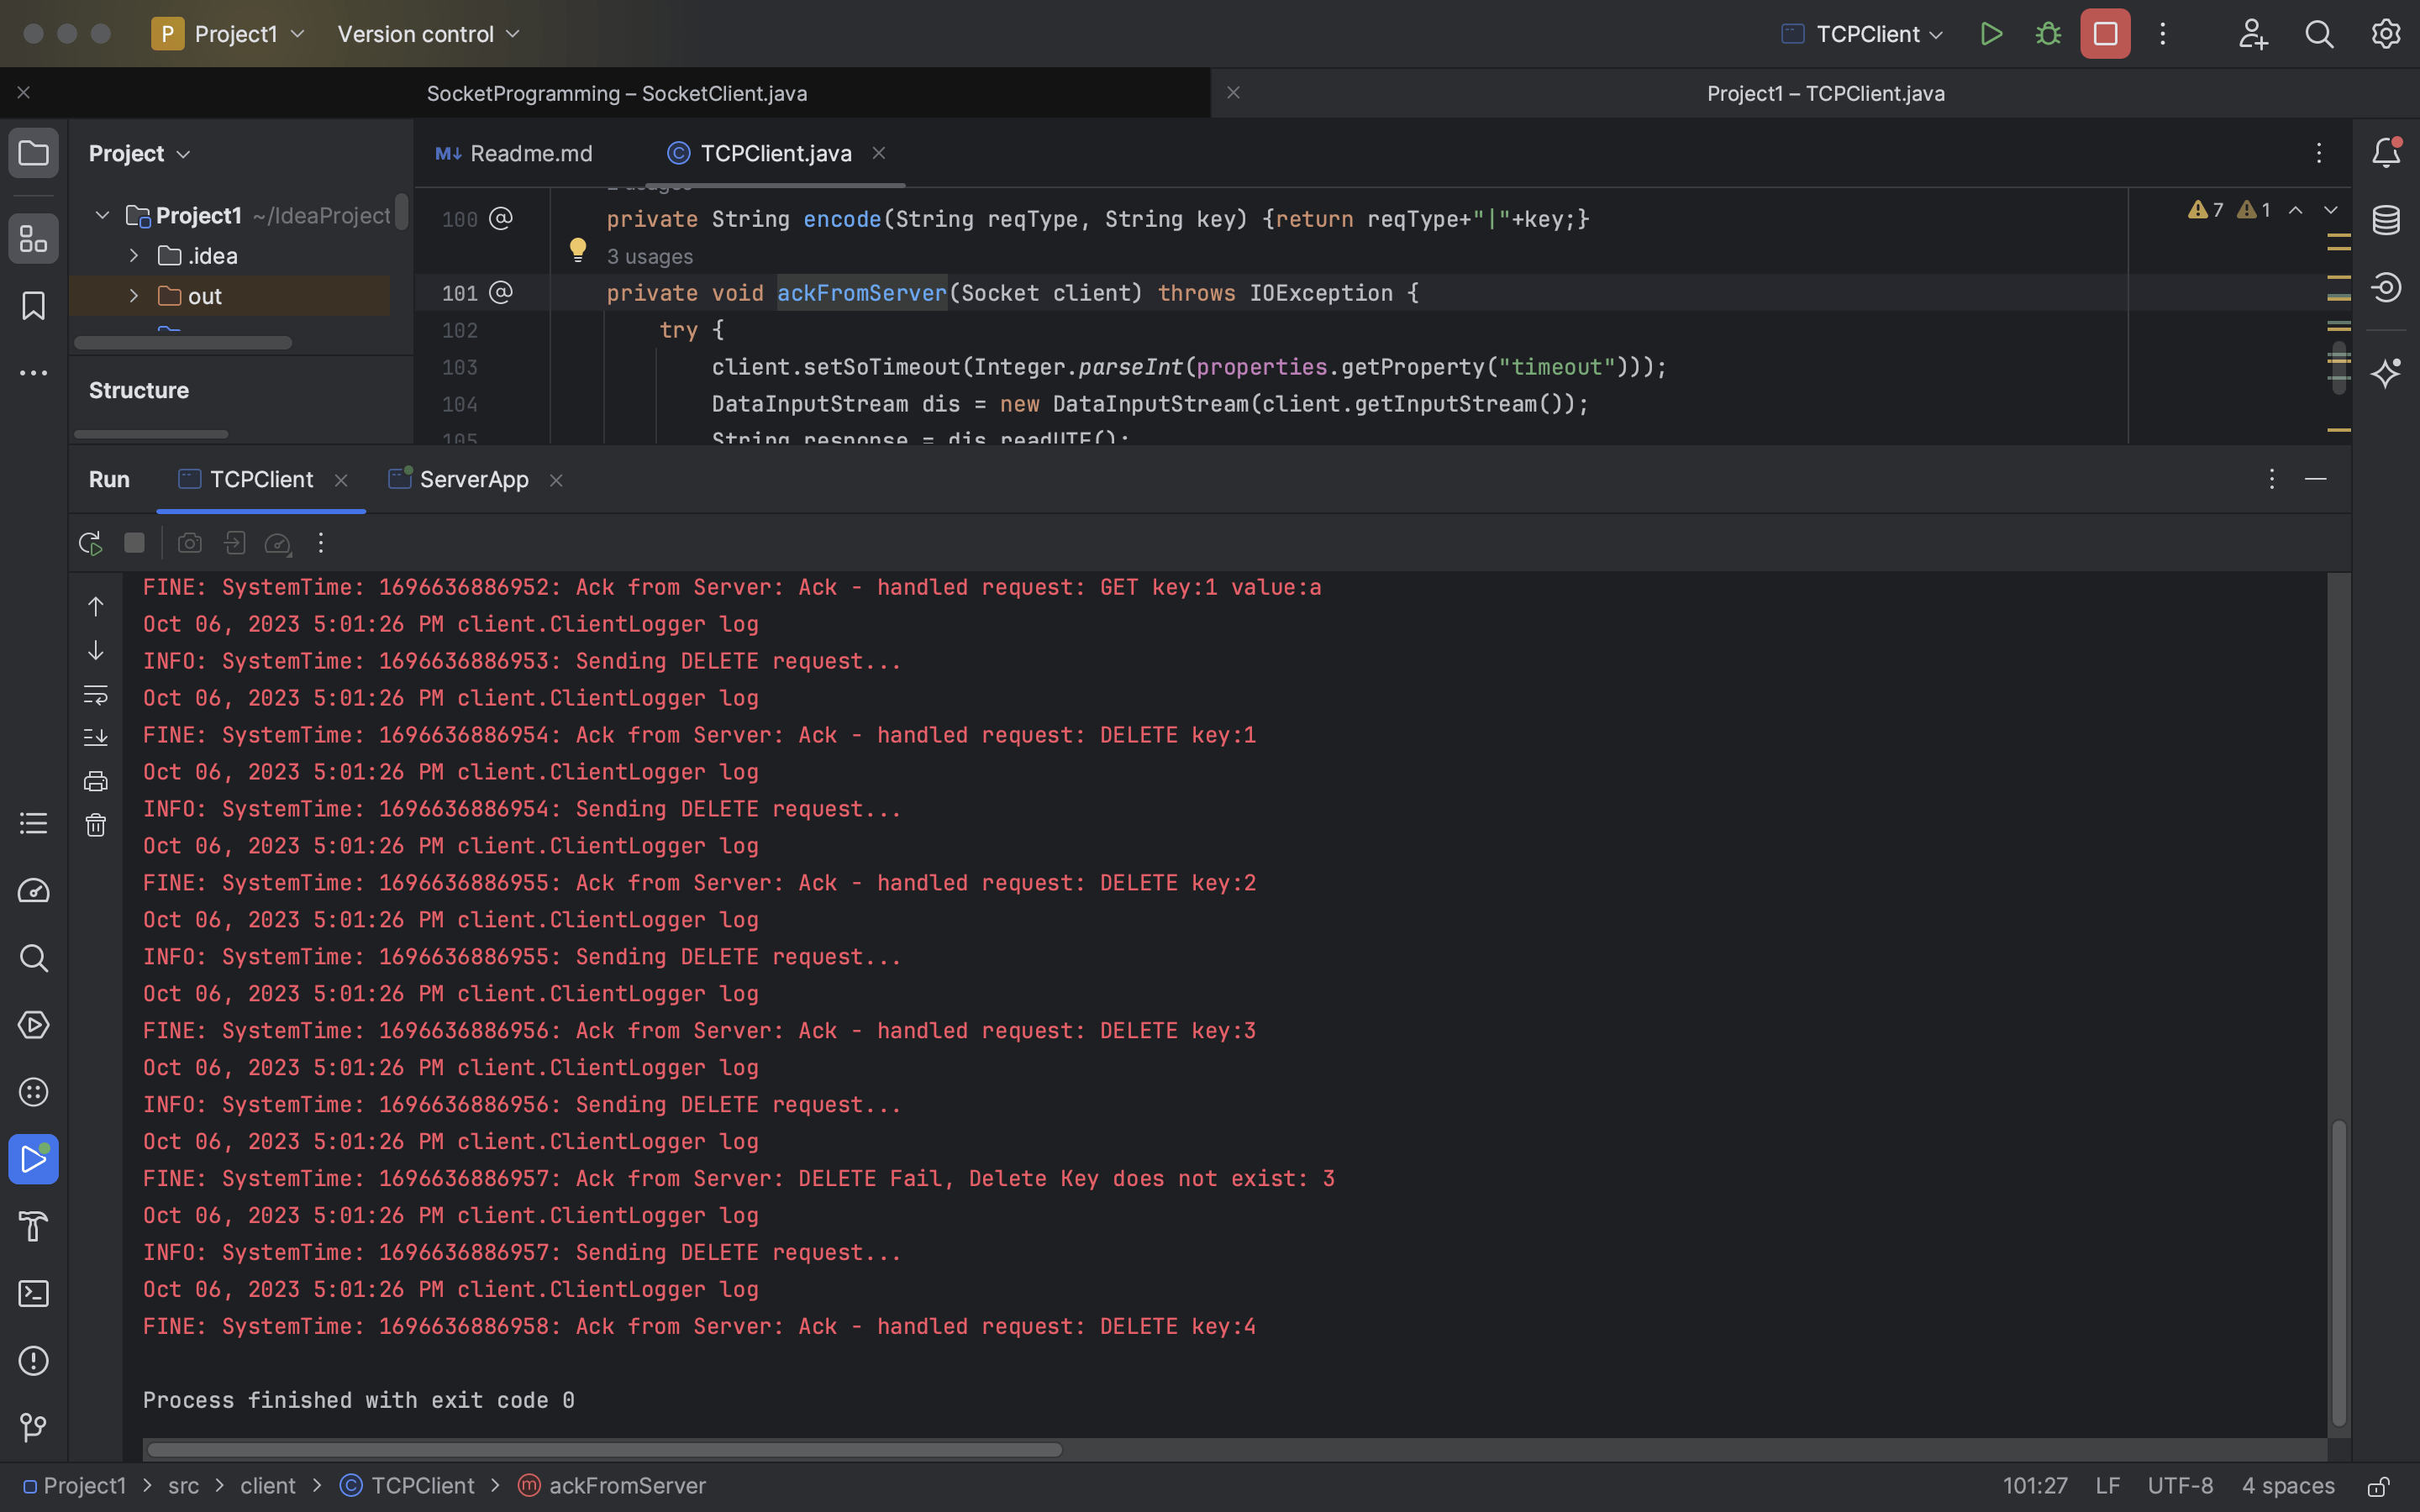 P Project1 Version control TCPClient
SocketProgramming – SocketClient.java Project1 – TCPClient.java
Project
Readme.md TCPClient.java
Project1 ~/IdeaProject
.idea
out
Structure
100 private String encode(String reqType, String key) {return reqType+"|"+key;}
3 usages
101 private void ackFromServer(Socket client) throws IOException {
102 try {
103 client.setSoTimeout(Integer.parseInt(properties.getProperty("timeout")));
104 DataInputStream dis = new DataInputStream(client.getInputStream());
105 String response = dis.readUTF();
7 1
Run TCPClient ServerApp
FINE: SystemTime: 1696636886952: Ack from Server: Ack - handled request: GET key:1 value:a
Oct 06, 2023 5:01:26 PM client.ClientLogger log
INFO: SystemTime: 1696636886953: Sending DELETE request...
Oct 06, 2023 5:01:26 PM client.ClientLogger log
FINE: SystemTime: 1696636886954: Ack from Server: Ack - handled request: DELETE key:1
Oct 06, 2023 5:01:26 PM client.ClientLogger log
INFO: SystemTime: 1696636886954: Sending DELETE request...
Oct 06, 2023 5:01:26 PM client.ClientLogger log
FINE: SystemTime: 1696636886955: Ack from Server: Ack - handled request: DELETE key:2
Oct 06, 2023 5:01:26 PM client.ClientLogger log
INFO: SystemTime: 1696636886955: Sending DELETE request...
Oct 06, 2023 5:01:26 PM client.ClientLogger log
FINE: SystemTime: 1696636886956: Ack from Server: Ack - handled request: DELETE key:3
Oct 06, 2023 5:01:26 PM client.ClientLogger log
INFO: SystemTime: 1696636886956: Sending DELETE request...
Oct 06, 2023 5:01:26 PM client.ClientLogger log
FINE: SystemTime: 1696636886957: Ack from Server: DELETE Fail, Delete Key does not exist: 3
Oct 06, 2023 5:01:26 PM client.ClientLogger log
INFO: SystemTime: 1696636886957: Sending DELETE request...
Oct 06, 2023 5:01:26 PM client.ClientLogger log
FINE: SystemTime: 1696636886958: Ack from Server: Ack - handled request: DELETE key:4
Process finished with exit code 0
Project1 > src > client > TCPClient > ackFromServer 101:27 LF UTF-8 4 spaces